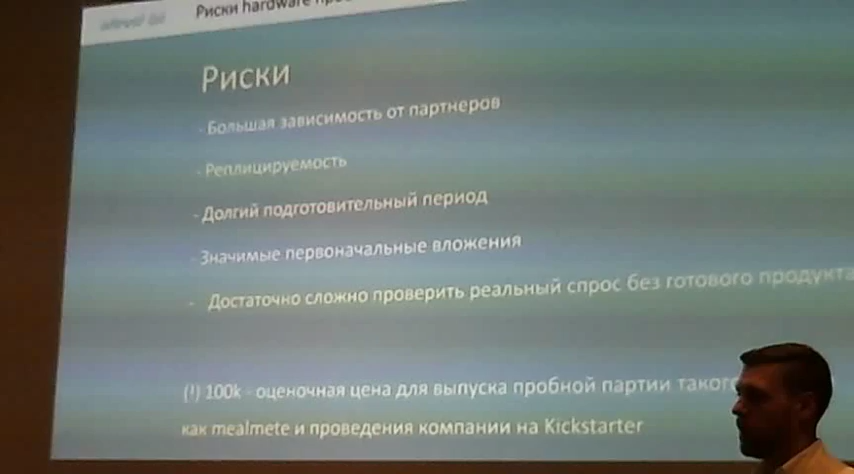 Риски hardware
Риски
- Большая зависимость от партнеров
- Реплицируемость
- Долгий подготовительный период
- Значимые первоначальные вложения
- Достаточно сложно проверить реальный спрос без готового продукта
(!) 100k - оценочная цена для выпуска пробной партии
как mealmete и проведения компании на Kickstarter